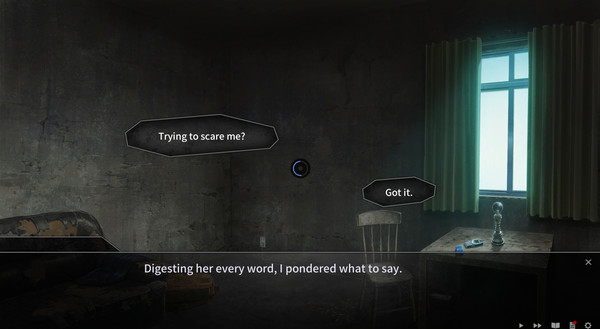 Trying to scare me?
Got it.
Digesting her every word, I pondered what to say.